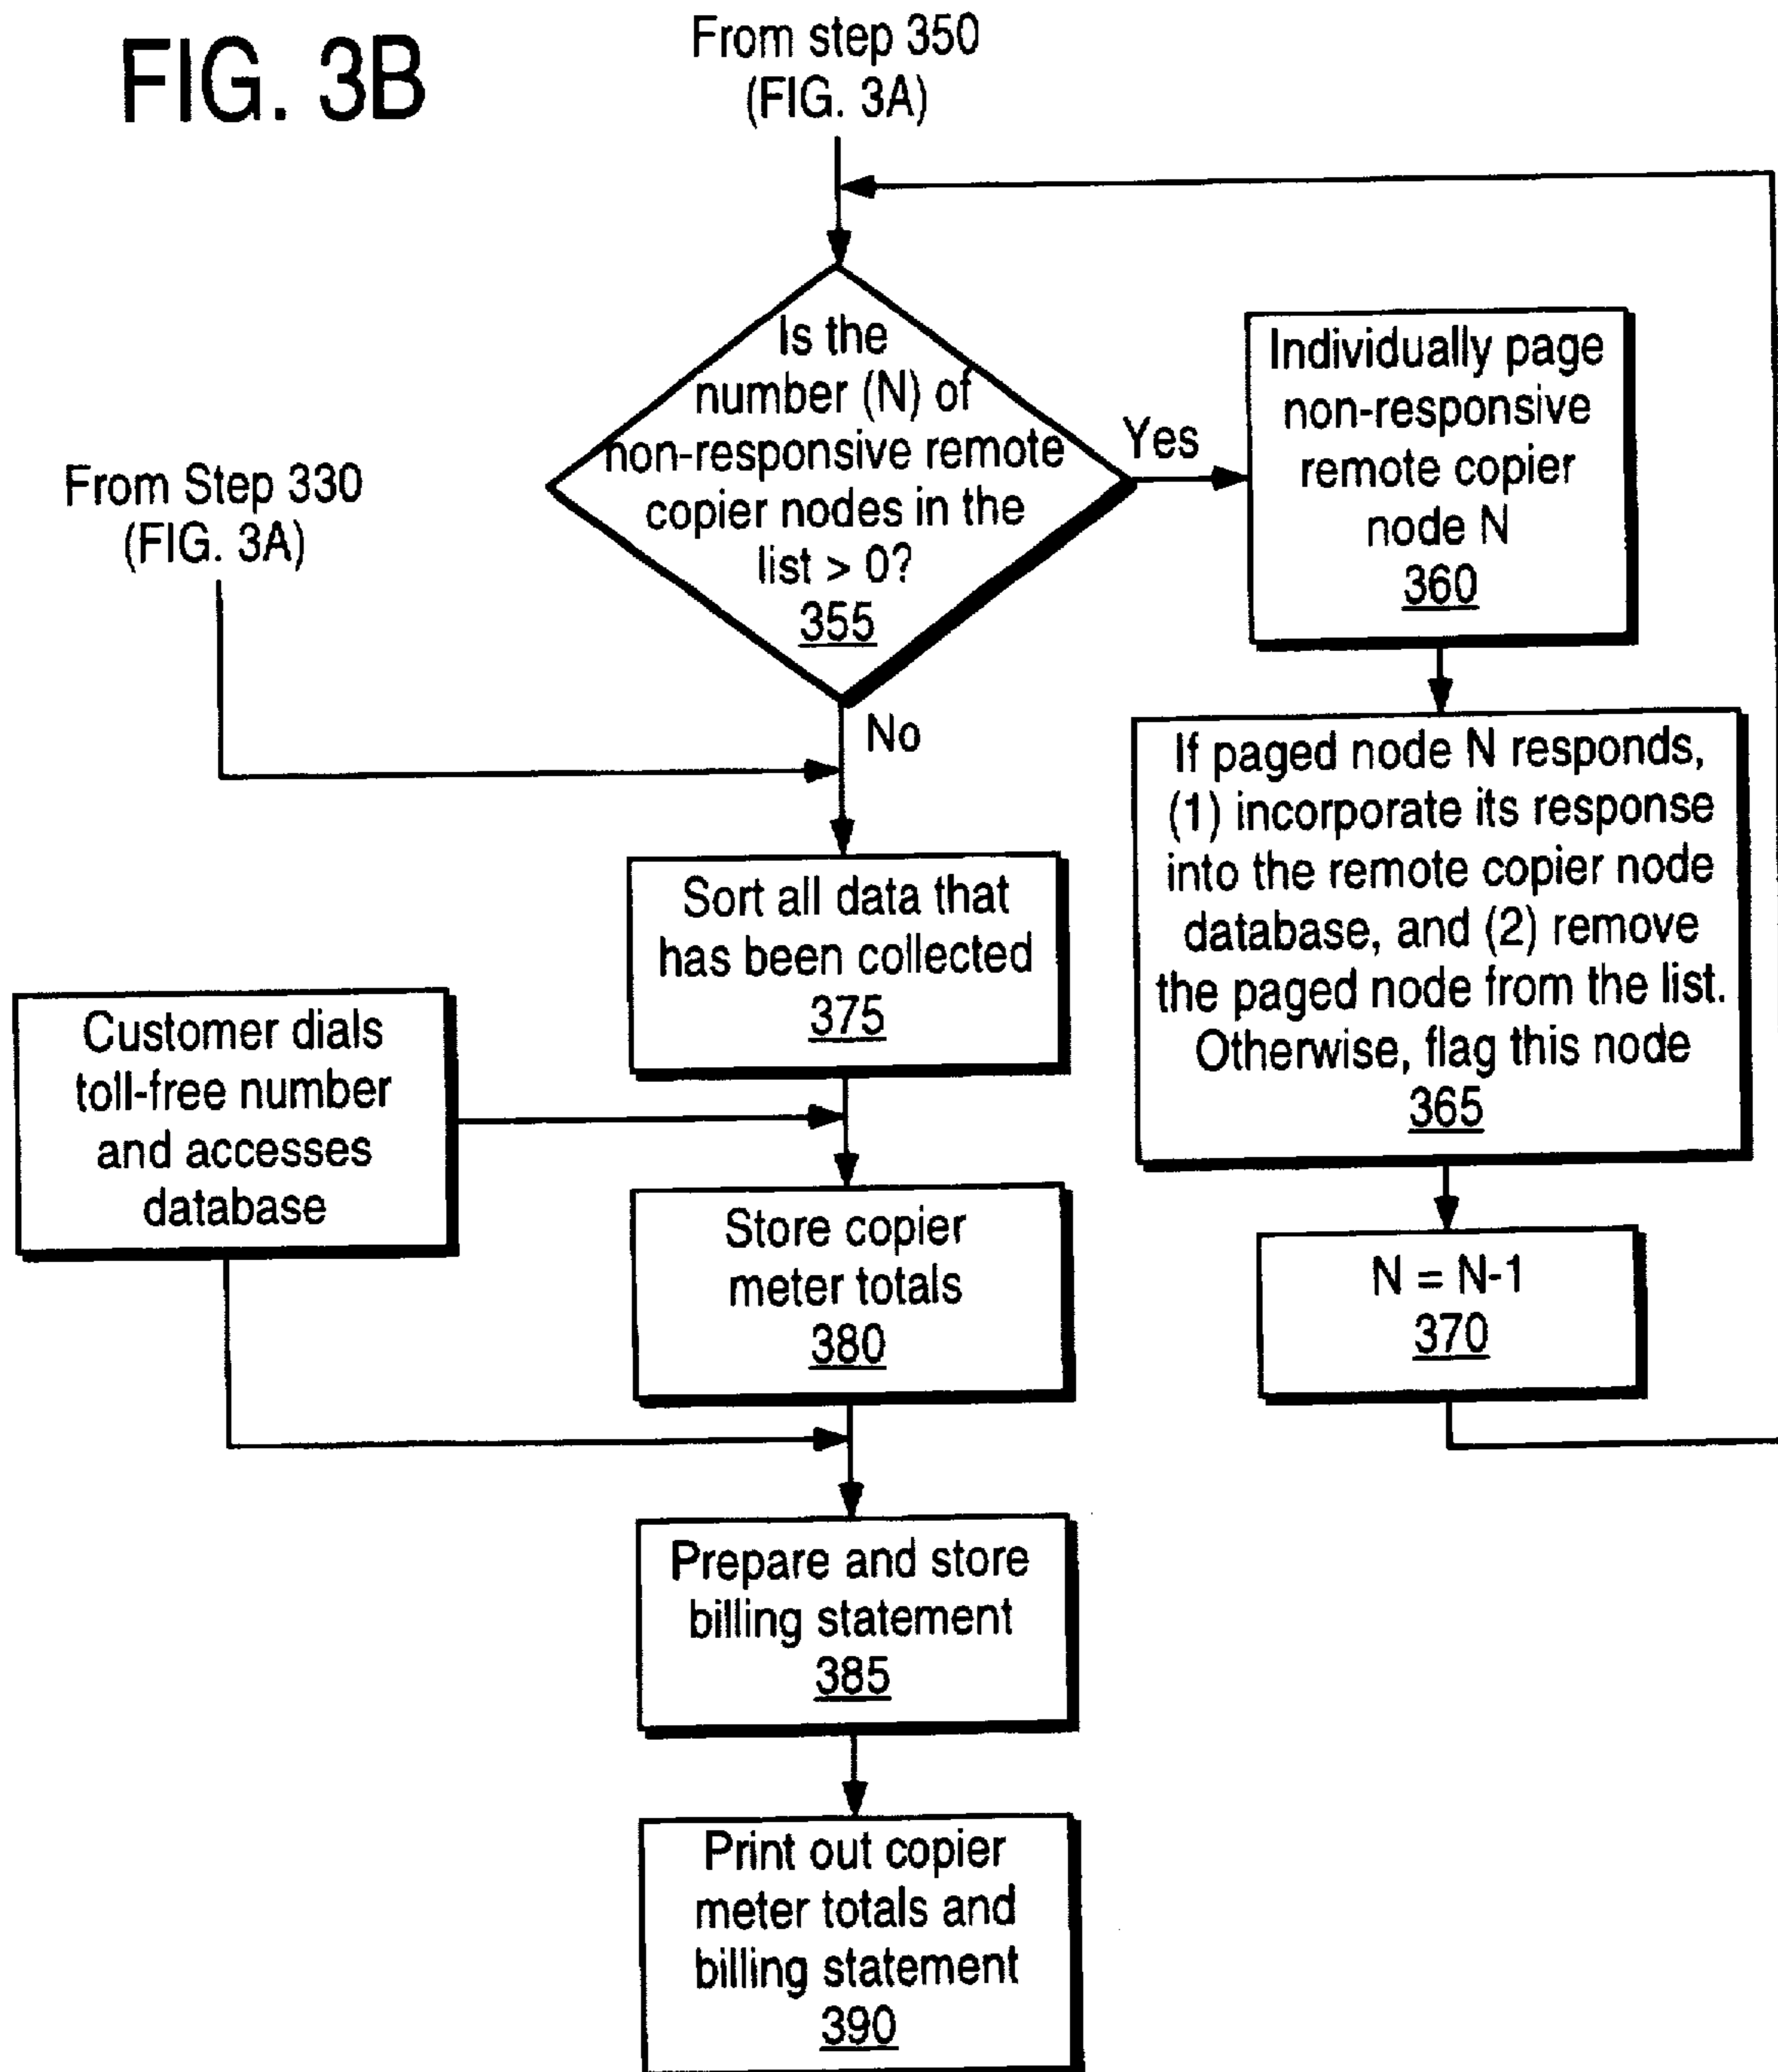 FIG. 3B
From step 350
(FIG. 3A)
Is the
number (N) of
non-responsive remote
copier nodes in the
list > 0?
355
Yes
No
Individually page
non-responsive
remote copier
node N
360
From Step 330
(FIG. 3A)
If paged node N responds,
(1) incorporate its response
into the remote copier node
database, and (2) remove
the paged node from the list.
Otherwise, flag this node
365
N = N-1
370
Sort all data that
has been collected
375
Customer dials
toll-free number
and accesses
database
Store copier
meter totals
380
Prepare and store
billing statement
385
Print out copier
meter totals and
billing statement
390